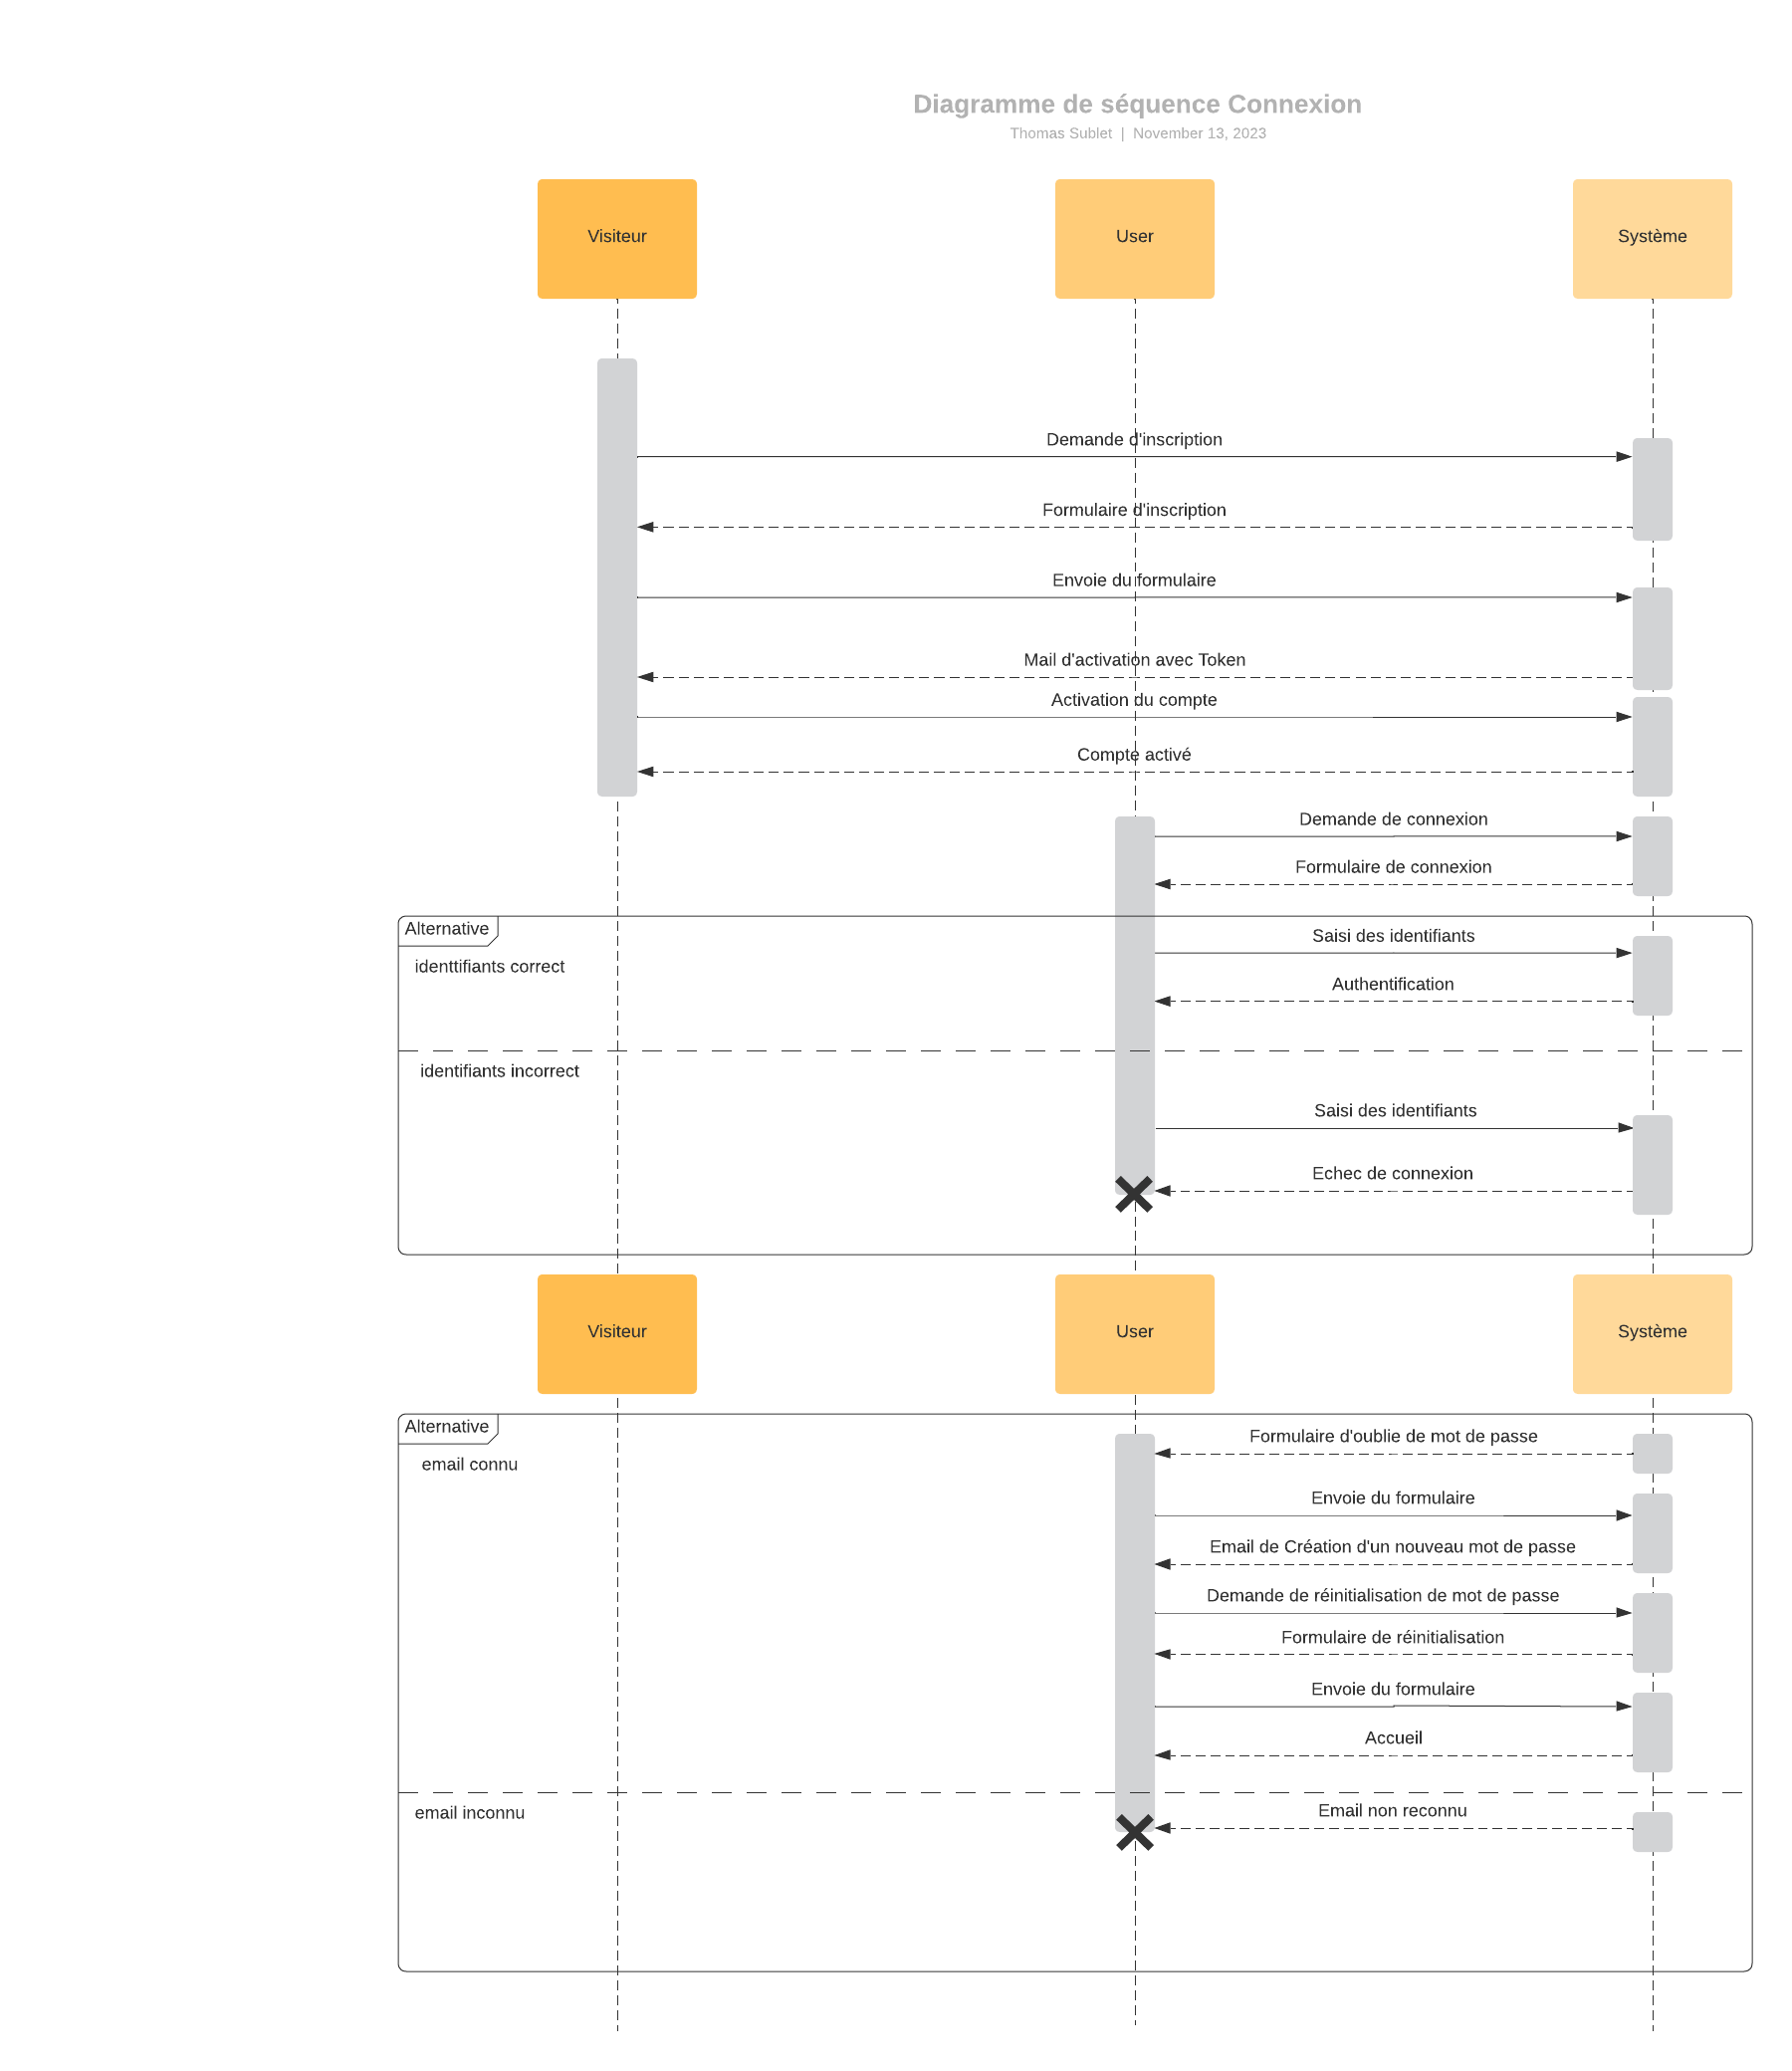 Diagramme de séquence Connexion
Thomas Sublet | November 13, 2023
Visiteur
User
Système
Demande d'inscription
Formulaire d'inscription
Envoie du formulaire
Mail d'activation avec Token
Activation du compte
Compte activé
Demande de connexion
Formulaire de connexion
Alternative
Saisi des identifiants
identtifiants correct
Authentification
identifiants incorrect
Saisi des identifiants
Echec de connexion
Visiteur
User
Système
Alternative
Formulaire d'oublie de mot de passe
email connu
Envoie du formulaire
Email de Création d'un nouveau mot de passe
Demande de réinitialisation de mot de passe
Formulaire de réinitialisation
Envoie du formulaire
Accueil
email inconnu
Email non reconnu